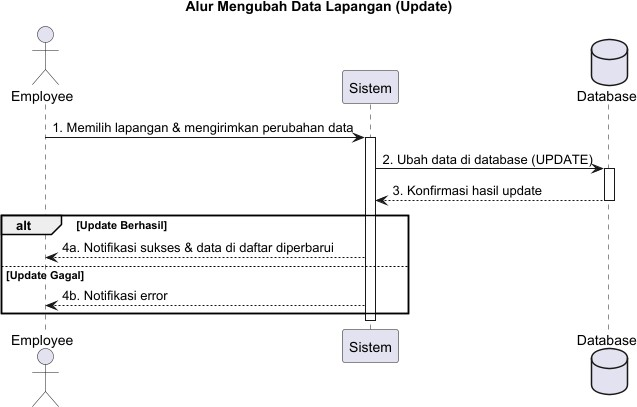 Alur Mengubah Data Lapangan (Update)
Employee
Sistem
Database
1. Memilih lapangan & mengirimkan perubahan data
2. Ubah data di database (UPDATE)
3. Konfirmasi hasil update
alt [Update Berhasil]
4a. Notifikasi sukses & data di daftar diperbarui
[Update Gagal]
4b. Notifikasi error
Employee
Sistem
Database